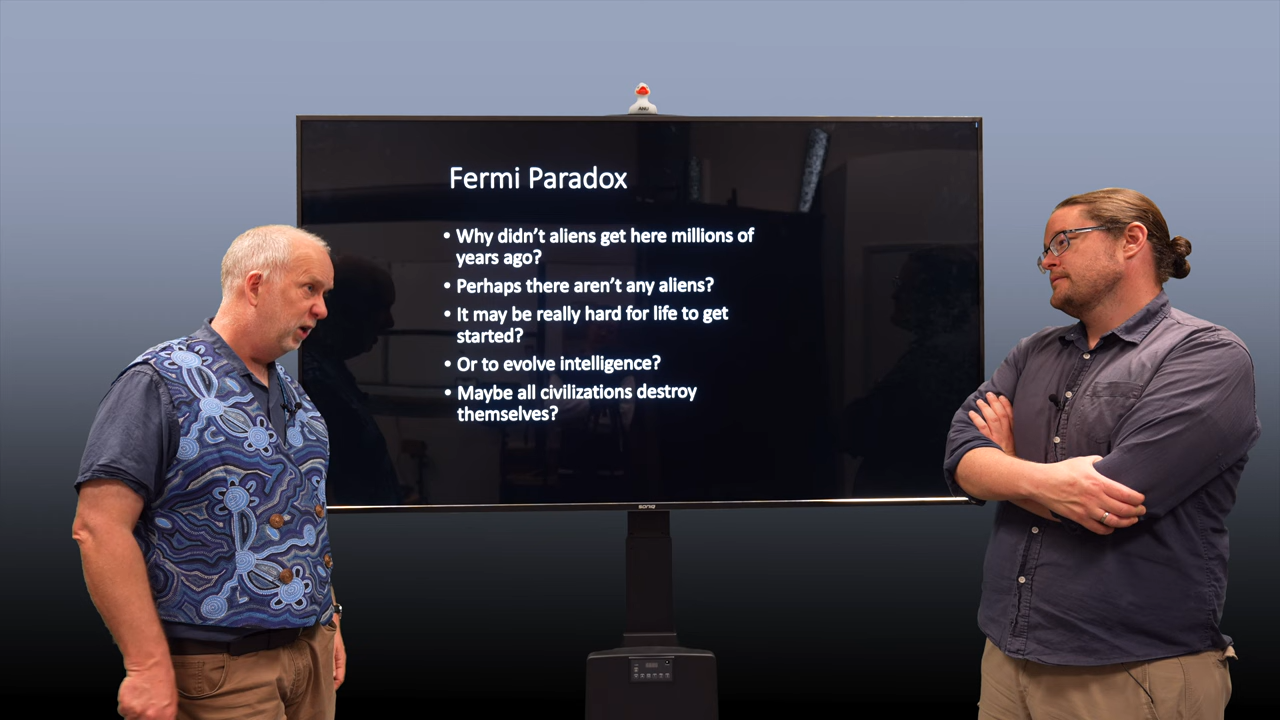 Fermi Paradox
• Why didn't aliens get here millions of
years ago?
• Perhaps there aren't any aliens?
• It may be really hard for life to get
started?
• Or to evolve intelligence?
• Maybe all civilizations destroy
themselves?
soniq